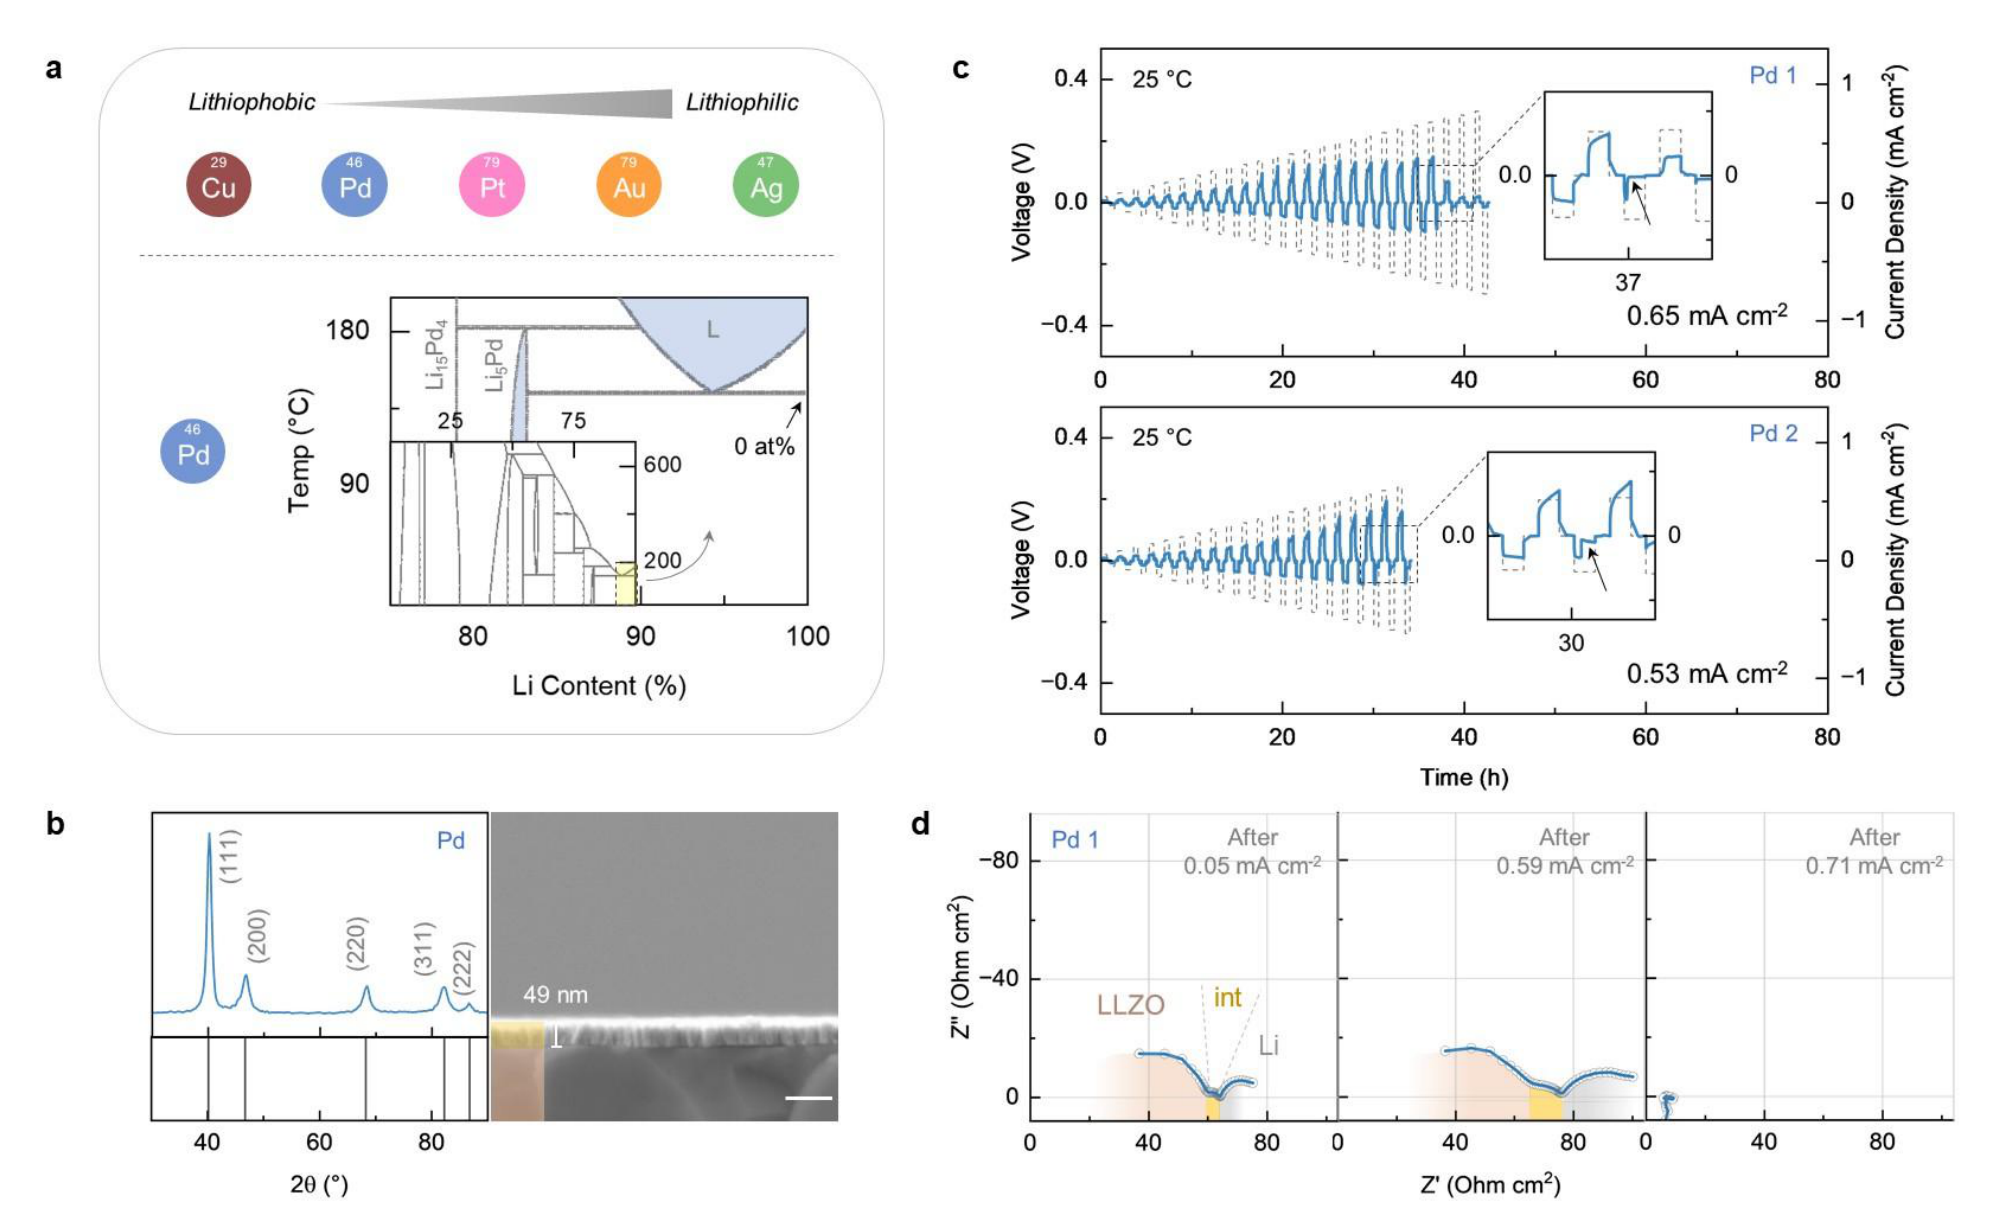 a
Lithiophobic
Lithiophilic
29
Cu
46
Pd
79
Pt
79
Au
47
Ag
46
Pd
Temp (°C)
180
90
Li15Pd4
Li5Pd
L
25
75
0 at%
600
200
80
90
100
Li Content (%)
b
Pd
(111)
(200)
(220)
(311)
(222)
49 nm
40
60
80
2θ (°)
c
25 °C
Pd 1
0.4
0.0
−0.4
Voltage (V)
1
0
−1
Current Density (mA cm-2)
0.0
0
37
0.65 mA cm-2
0
20
40
60
80
25 °C
Pd 2
0.4
0.0
−0.4
Voltage (V)
1
0
−1
Current Density (mA cm-2)
0.0
0
30
0.53 mA cm-2
0
20
40
60
80
Time (h)
d
Pd 1
After
0.05 mA cm-2
After
0.59 mA cm-2
After
0.71 mA cm-2
−80
−40
0
Z'' (Ohm cm2)
LLZO
int
Li
0
40
80
0
40
80
0
40
80
Z' (Ohm cm2)